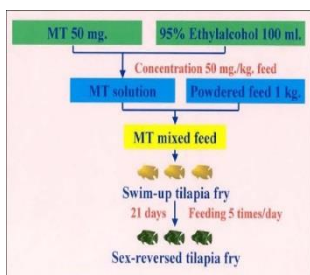 MT 50 mg.
95% Ethylalcohol 100 ml.
Concentration 50 mg./kg. feed
MT solution
Powdered feed 1 kg.
MT mixed feed
Swim-up tilapia fry
21 days
Feeding 5 times/day
Sex-reversed tilapia fry